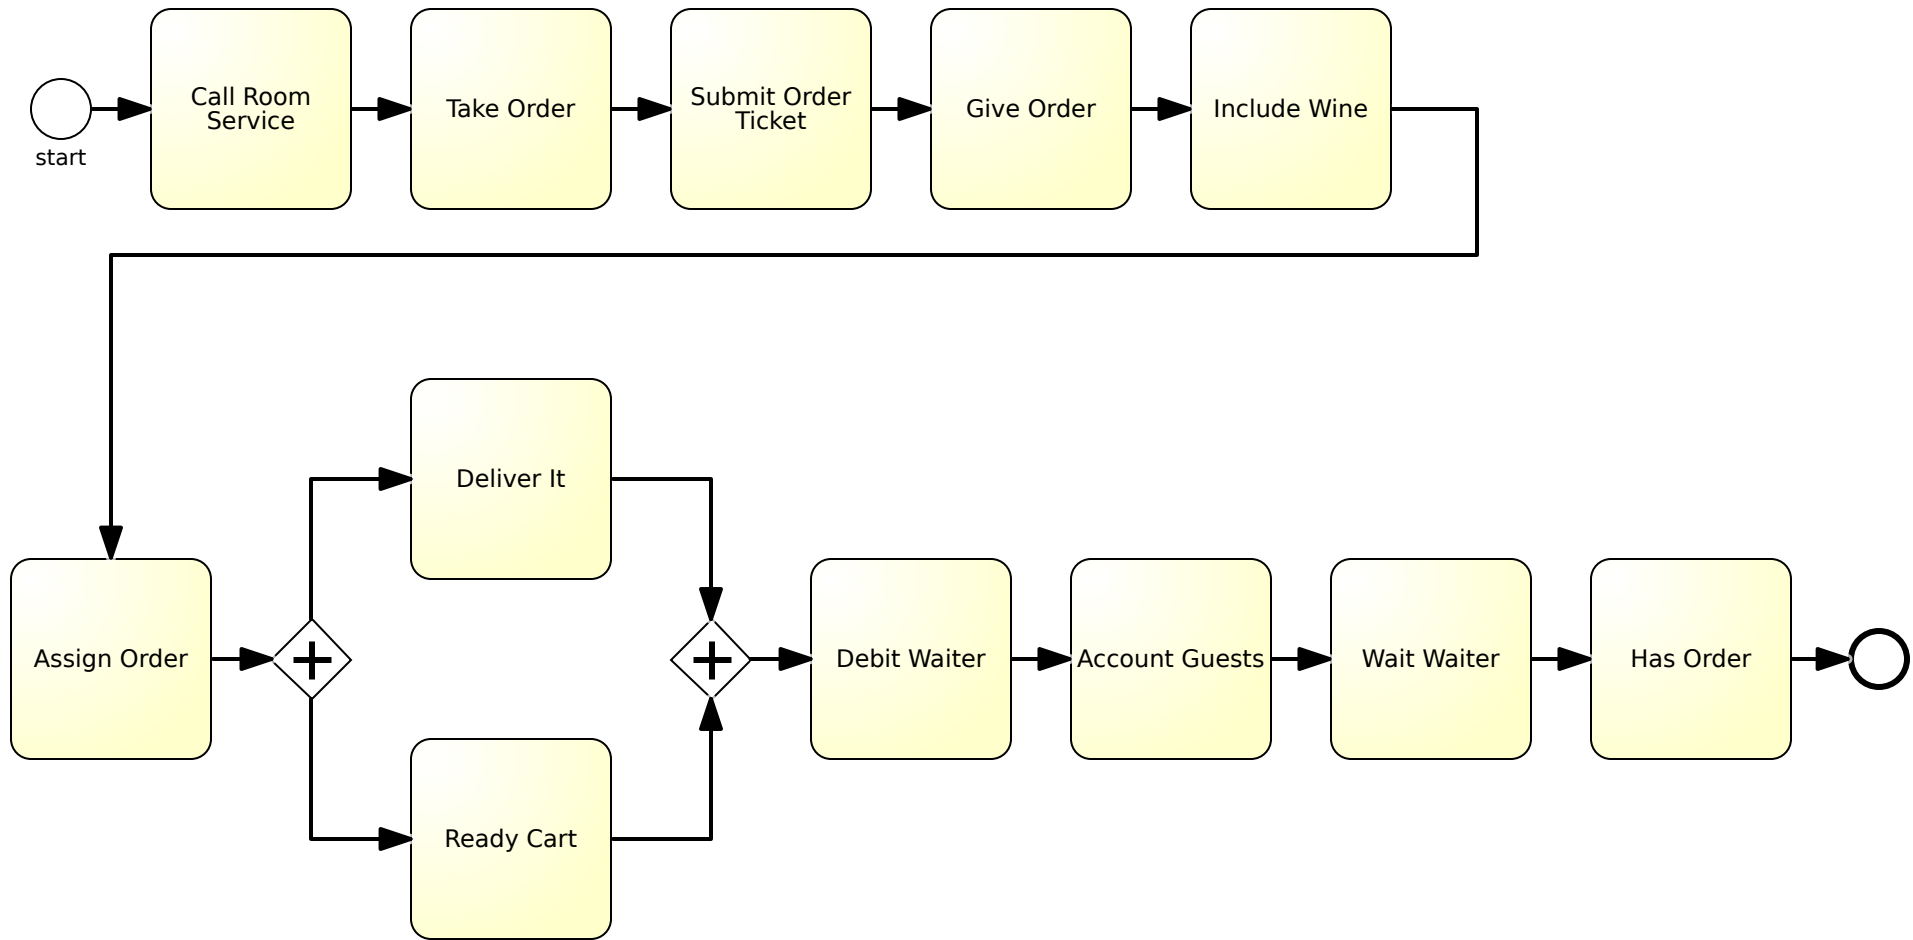 Call Room
Service
Take Order
Submit Order
Ticket
Give Order
Include Wine
start
Deliver It
Assign Order
Debit Waiter
Account Guests
Wait Waiter
Has Order
Ready Cart